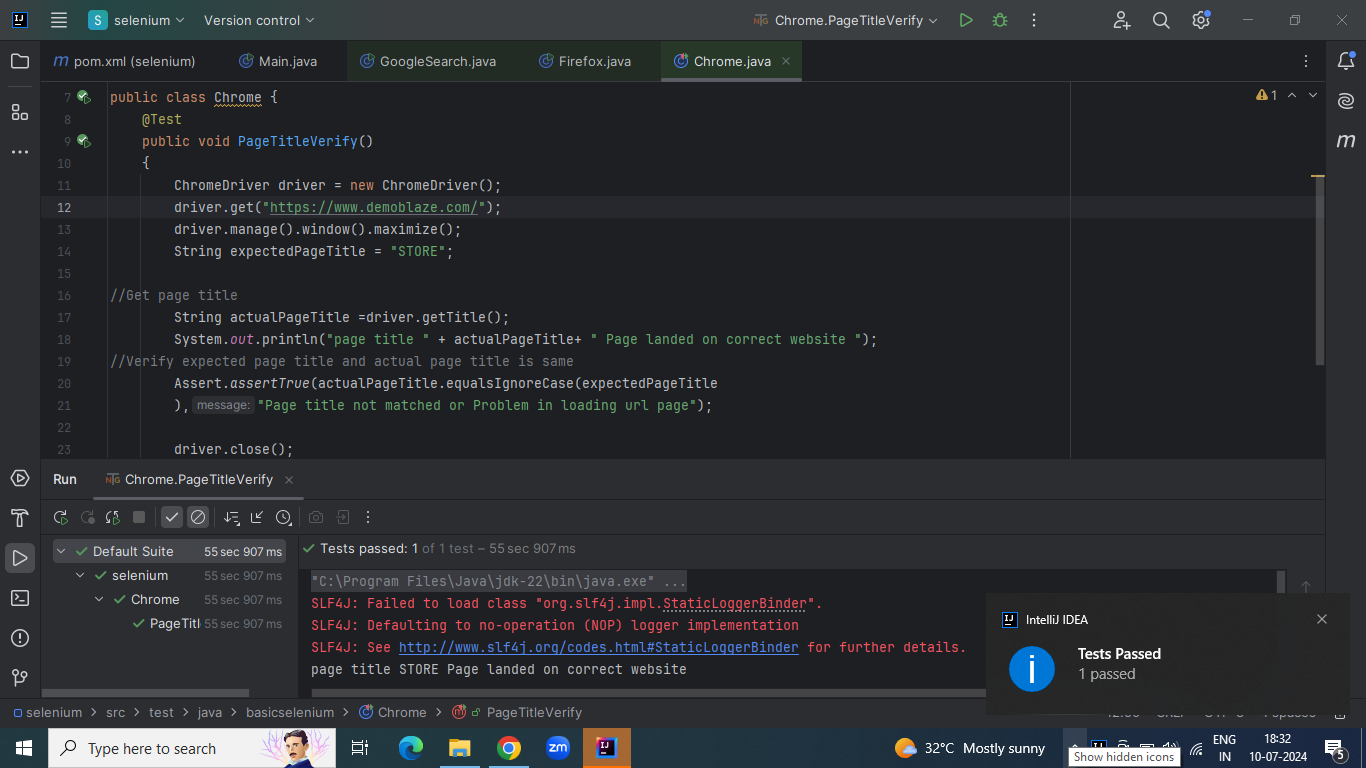 S selenium Version control Chrome.PageTitleVerify
m pom.xml (selenium) Main.java GoogleSearch.java Firefox.java Chrome.java
7 public class Chrome { 1
8 @Test
9 public void PageTitleVerify()
10 {
11 ChromeDriver driver = new ChromeDriver();
12 driver.get("https://www.demoblaze.com/");
13 driver.manage().window().maximize();
14 String expectedPageTitle = "STORE";
15
16 //Get page title
17 String actualPageTitle =driver.getTitle();
18 System.out.println("page title " + actualPageTitle+ " Page landed on correct website ");
19 //Verify expected page title and actual page title is same
20 Assert.assertTrue(actualPageTitle.equalsIgnoreCase(expectedPageTitle
21 ), message: "Page title not matched or Problem in loading url page");
22
23 driver.close();
Run Chrome.PageTitleVerify
Default Suite 55 sec 907 ms
selenium 55 sec 907 ms
Chrome 55 sec 907 ms
PageTitl 55 sec 907 ms
Tests passed: 1 of 1 test – 55 sec 907 ms
"C:\Program Files\Java\jdk-22\bin\java.exe" ...
SLF4J: Failed to load class "org.slf4j.impl.StaticLoggerBinder".
SLF4J: Defaulting to no-operation (NOP) logger implementation
SLF4J: See http://www.slf4j.org/codes.html#StaticLoggerBinder for further details.
page title STORE Page landed on correct website
IntelliJ IDEA
Tests Passed
1 passed
selenium > src > test > java > basicselenium > Chrome > PageTitleVerify
Type here to search
zm
32°C Mostly sunny
Show hidden icons
ENG
IN
18:32
10-07-2024
5